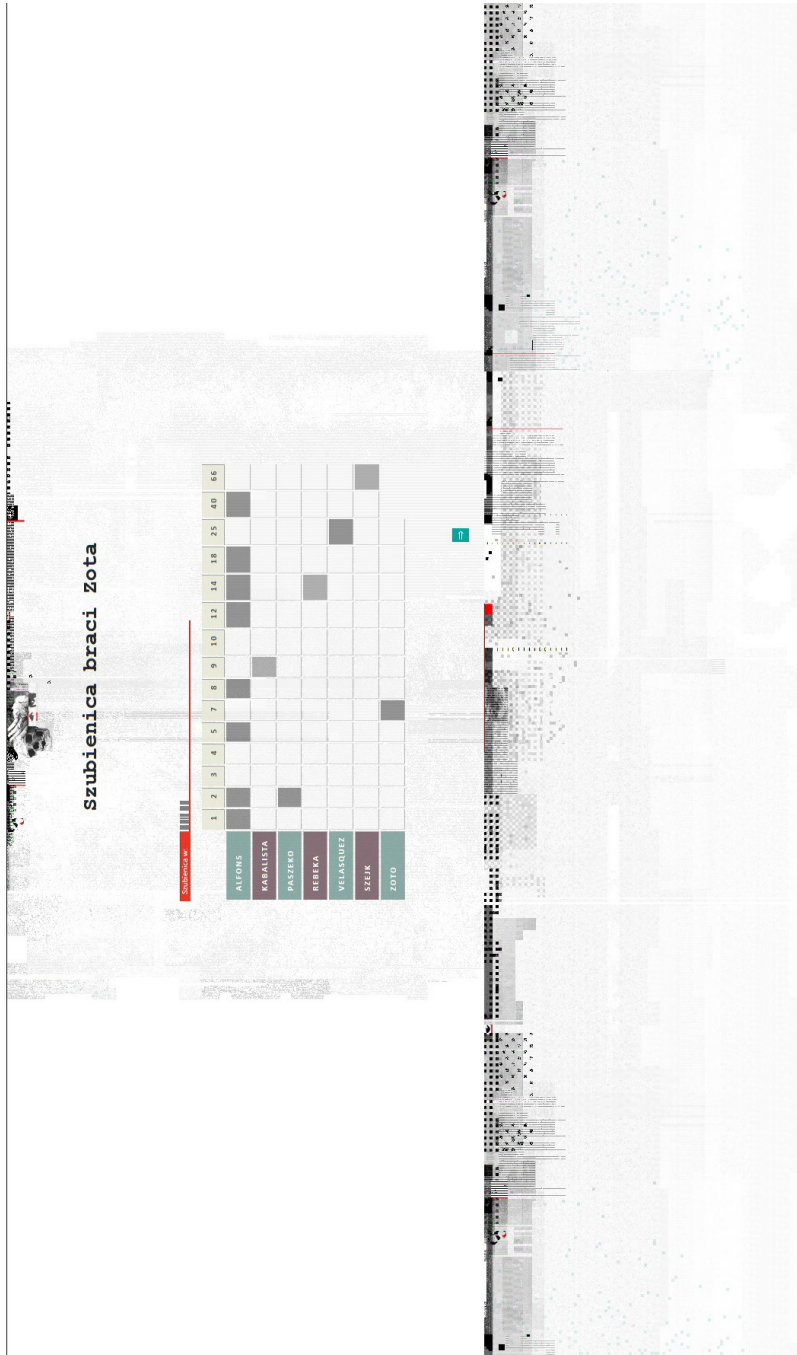 Szubienica braci Zota
Szubienica w:
1 2 3 4 5 7 8 9 10 12 14 18 25 40 66
ALFONS
KABALISTA
PASZEKO
REBEKA
VELASQUEZ
SZEJK
ZOTO
⇑